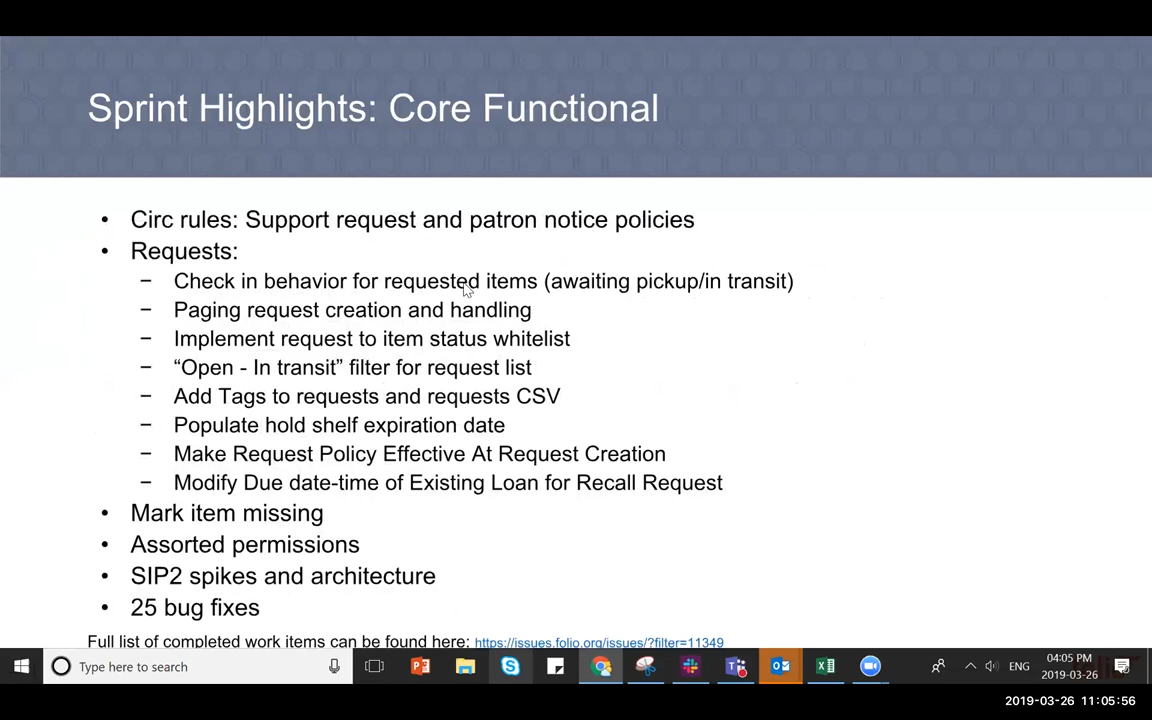 Sprint Highlights: Core Functional
• Circ rules: Support request and patron notice policies
• Requests:
− Check in behavior for requested items (awaiting pickup/in transit)
− Paging request creation and handling
− Implement request to item status whitelist
− “Open - In transit” filter for request list
− Add Tags to requests and requests CSV
− Populate hold shelf expiration date
− Make Request Policy Effective At Request Creation
− Modify Due date-time of Existing Loan for Recall Request
• Mark item missing
• Assorted permissions
• SIP2 spikes and architecture
• 25 bug fixes
Full list of completed work items can be found here: https://issues.folio.org/issues/?filter=11349
Type here to search
ENG
04:05 PM
2019-03-26
2019-03-26 11:05:56